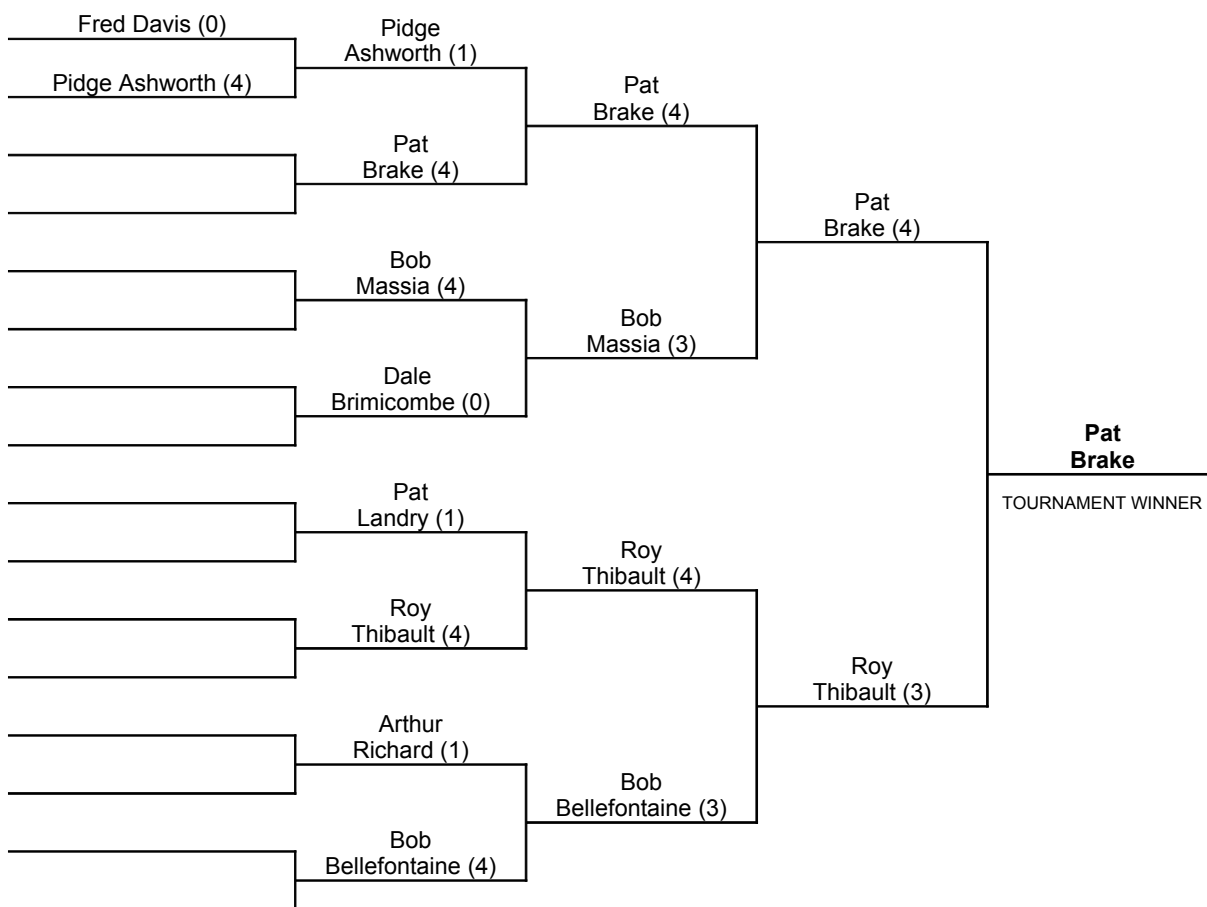 Fred Davis (0)
Pidge Ashworth (4)
Pidge
Ashworth (1)
Pat
Brake (4)
Bob
Massia (4)
Dale
Brimicombe (0)
Pat
Landry (1)
Roy
Thibault (4)
Arthur
Richard (1)
Bob
Bellefontaine (4)
Pat
Brake (4)
Bob
Massia (3)
Roy
Thibault (4)
Bob
Bellefontaine (3)
Pat
Brake (4)
Roy
Thibault (3)
Pat
Brake
TOURNAMENT WINNER